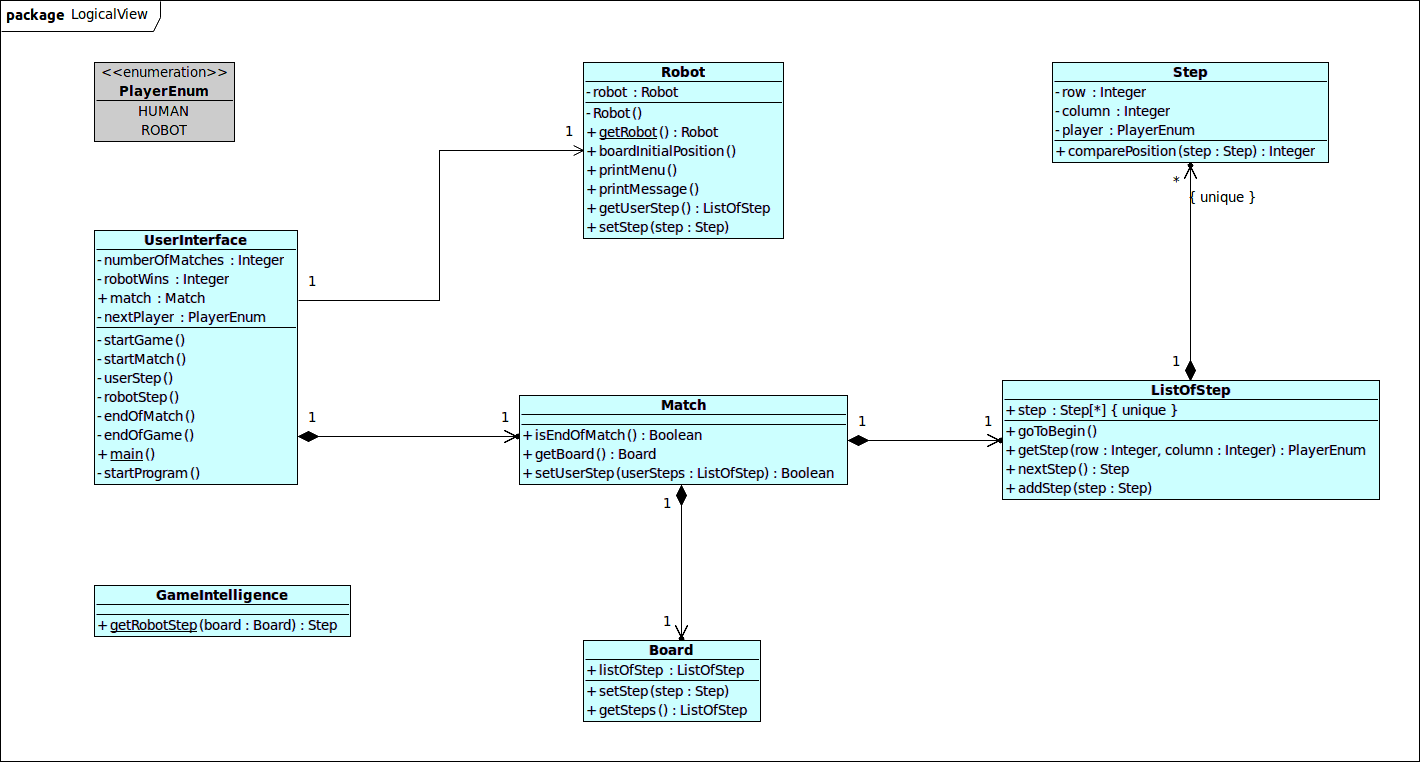 package LogicalView
<<enumeration>>
PlayerEnum
HUMAN
ROBOT
Robot
- robot : Robot
- Robot()
+ getRobot() : Robot
+ boardInitialPosition()
+ printMenu()
+ printMessage()
+ getUserStep() : ListOfStep
+ setStep(step : Step)
Step
- row : Integer
- column : Integer
- player : PlayerEnum
+ comparePosition(step : Step) : Integer
1
*
{ unique }
UserInterface
- numberOfMatches : Integer
- robotWins : Integer
+ match : Match
- nextPlayer : PlayerEnum
- startGame()
- startMatch()
- userStep()
- robotStep()
- endOfMatch()
- endOfGame()
+ main()
- startProgram()
1
1
1
Match
+ isEndOfMatch() : Boolean
+ getBoard() : Board
+ setUserStep(userSteps : ListOfStep) : Boolean
1
1
1
ListOfStep
+ step : Step[*] { unique }
+ goToBegin()
+ getStep(row : Integer, column : Integer) : PlayerEnum
+ nextStep() : Step
+ addStep(step : Step)
1
1
GameIntelligence
+ getRobotStep(board : Board) : Step
Board
+ listOfStep : ListOfStep
+ setStep(step : Step)
+ getSteps() : ListOfStep